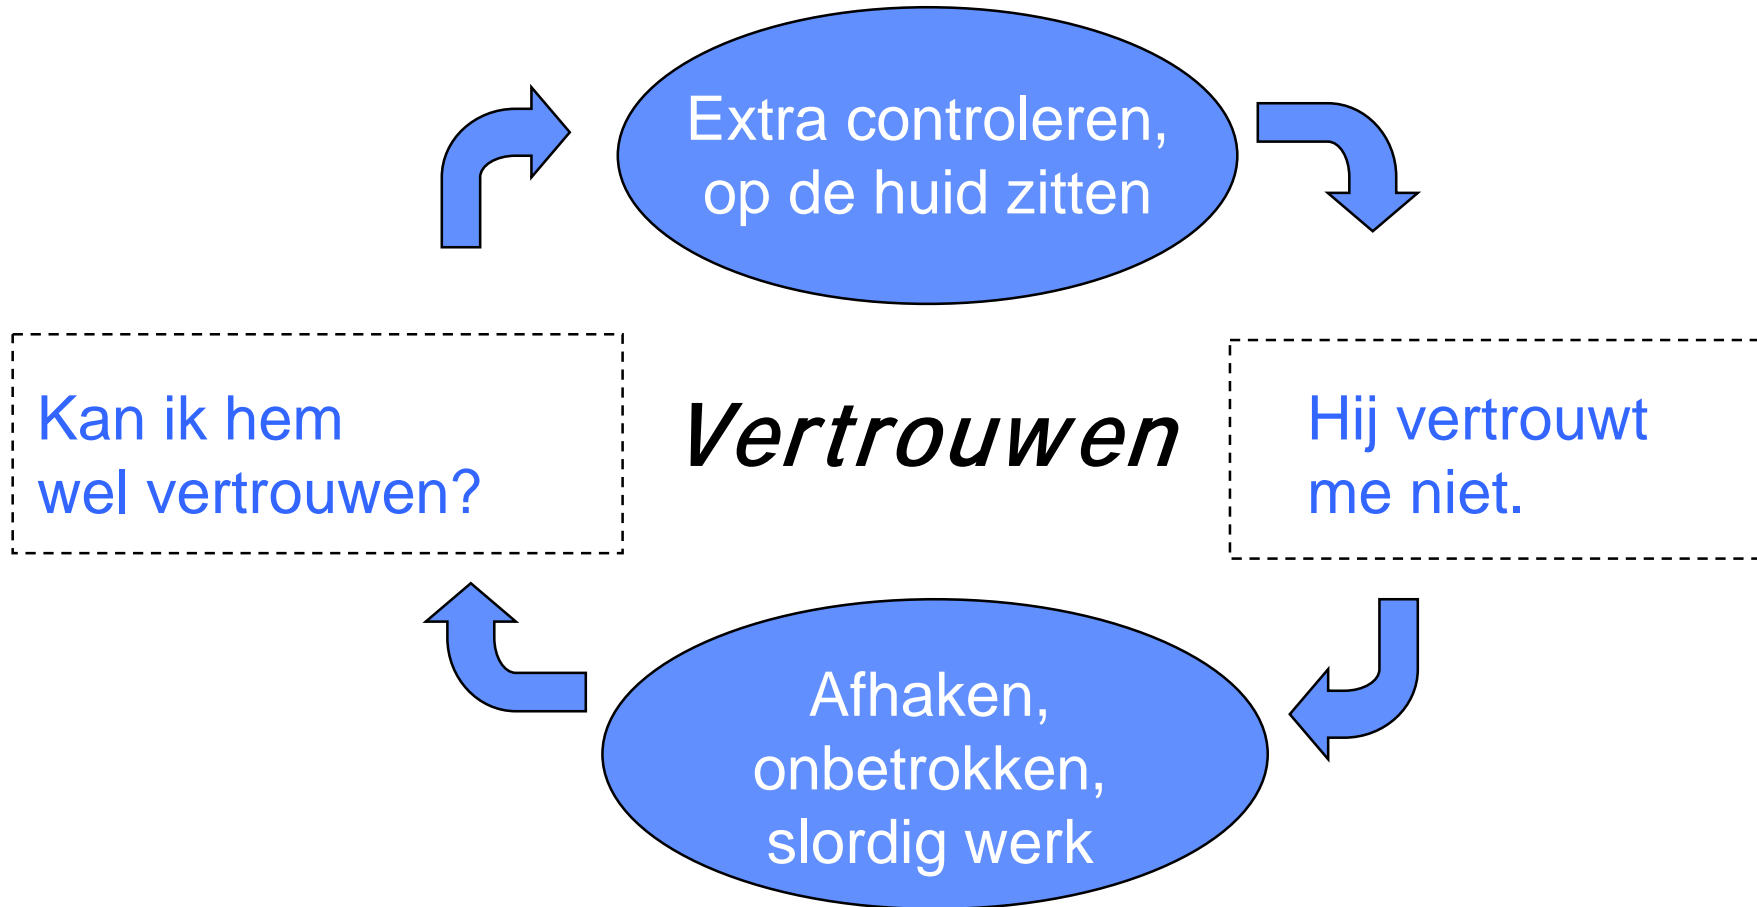 Extra controleren,
op de huid zitten
Kan ik hem
wel vertrouwen?
Vertrouwen
Hij vertrouwt
me niet.
Afhaken,
onbetrokken,
slordig werk